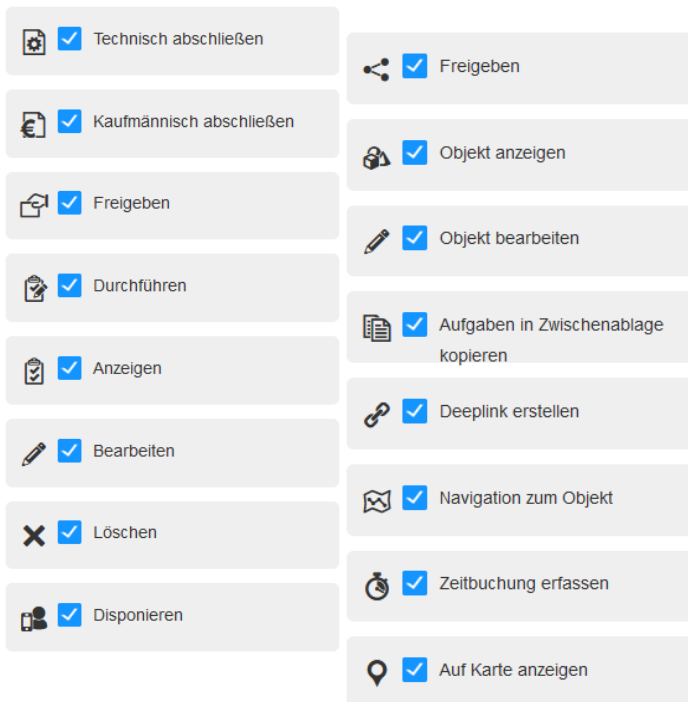 Technisch abschließen
Kaufmännisch abschließen
Freigeben
Durchführen
Anzeigen
Bearbeiten
Löschen
Disponieren
Freigeben
Objekt anzeigen
Objekt bearbeiten
Aufgaben in Zwischenablage
kopieren
Deeplink erstellen
Navigation zum Objekt
Zeitbuchung erfassen
Auf Karte anzeigen